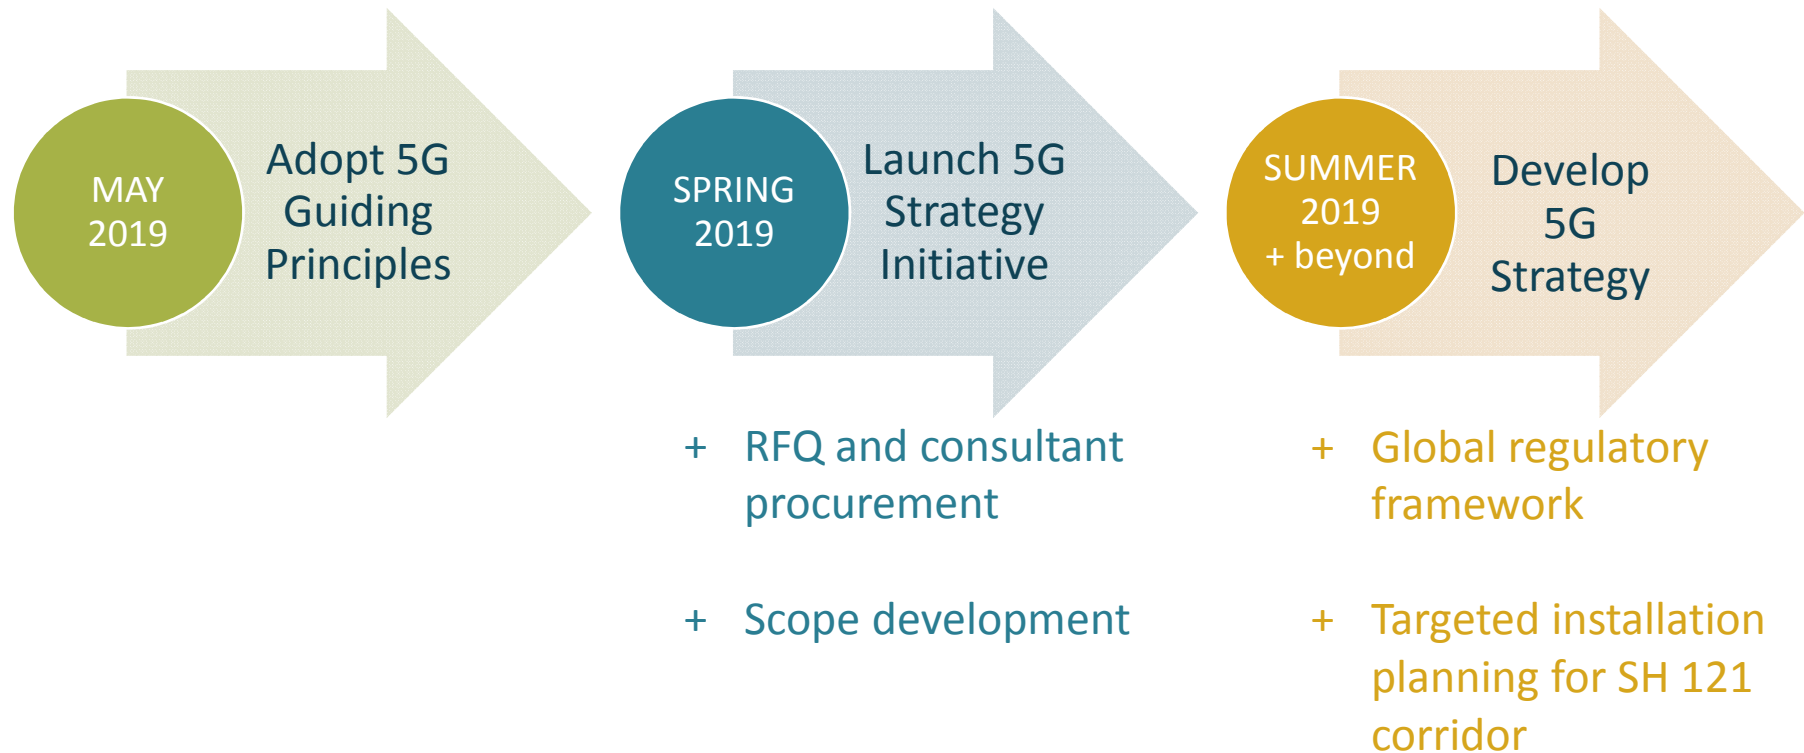 MAY
2019
Adopt 5G
Guiding
Principles
SPRING
2019
Launch 5G
Strategy
Initiative
+ RFQ and consultant
procurement
+ Scope development
SUMMER
2019
+ beyond
Develop
5G
Strategy
+ Global regulatory
framework
+ Targeted installation
planning for SH 121
corridor